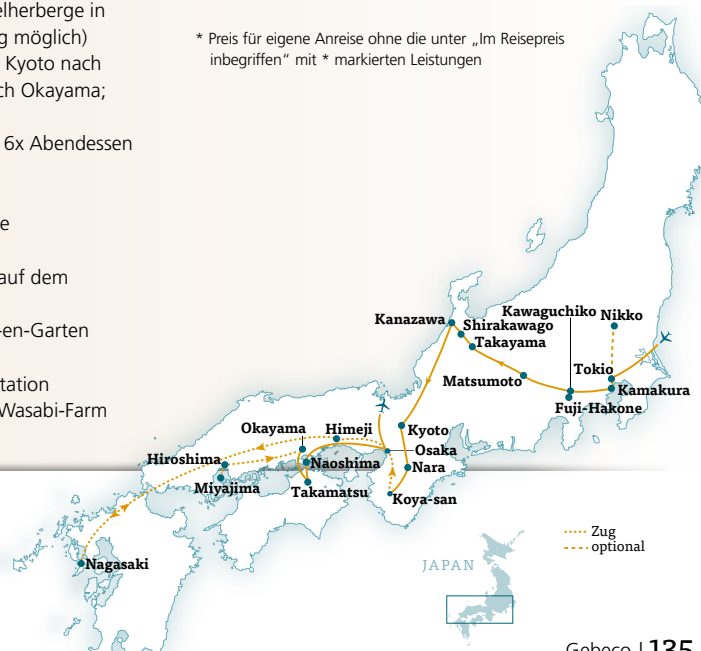 elherberge in
g möglich)
Kyoto nach
ch Okayama;
6x Abendessen
e
auf dem
-en-Garten
tation
Wasabi-Farm
* Preis für eigene Anreise ohne die unter „Im Reisepreis
inbegriffen“ mit * markierten Leistungen
Kanazawa
Shirakawago
Takayama
Kawaguchiko
Nikko
Matsumoto
Tokio
Kamakura
Fuji-Hakone
Okayama
Himeji
Kyoto
Osaka
Hiroshima
Naoshima
Nara
Miyajima
Takamatsu
Koya-san
Nagasaki
JAPAN
Zug
optional
Gebeco | 135